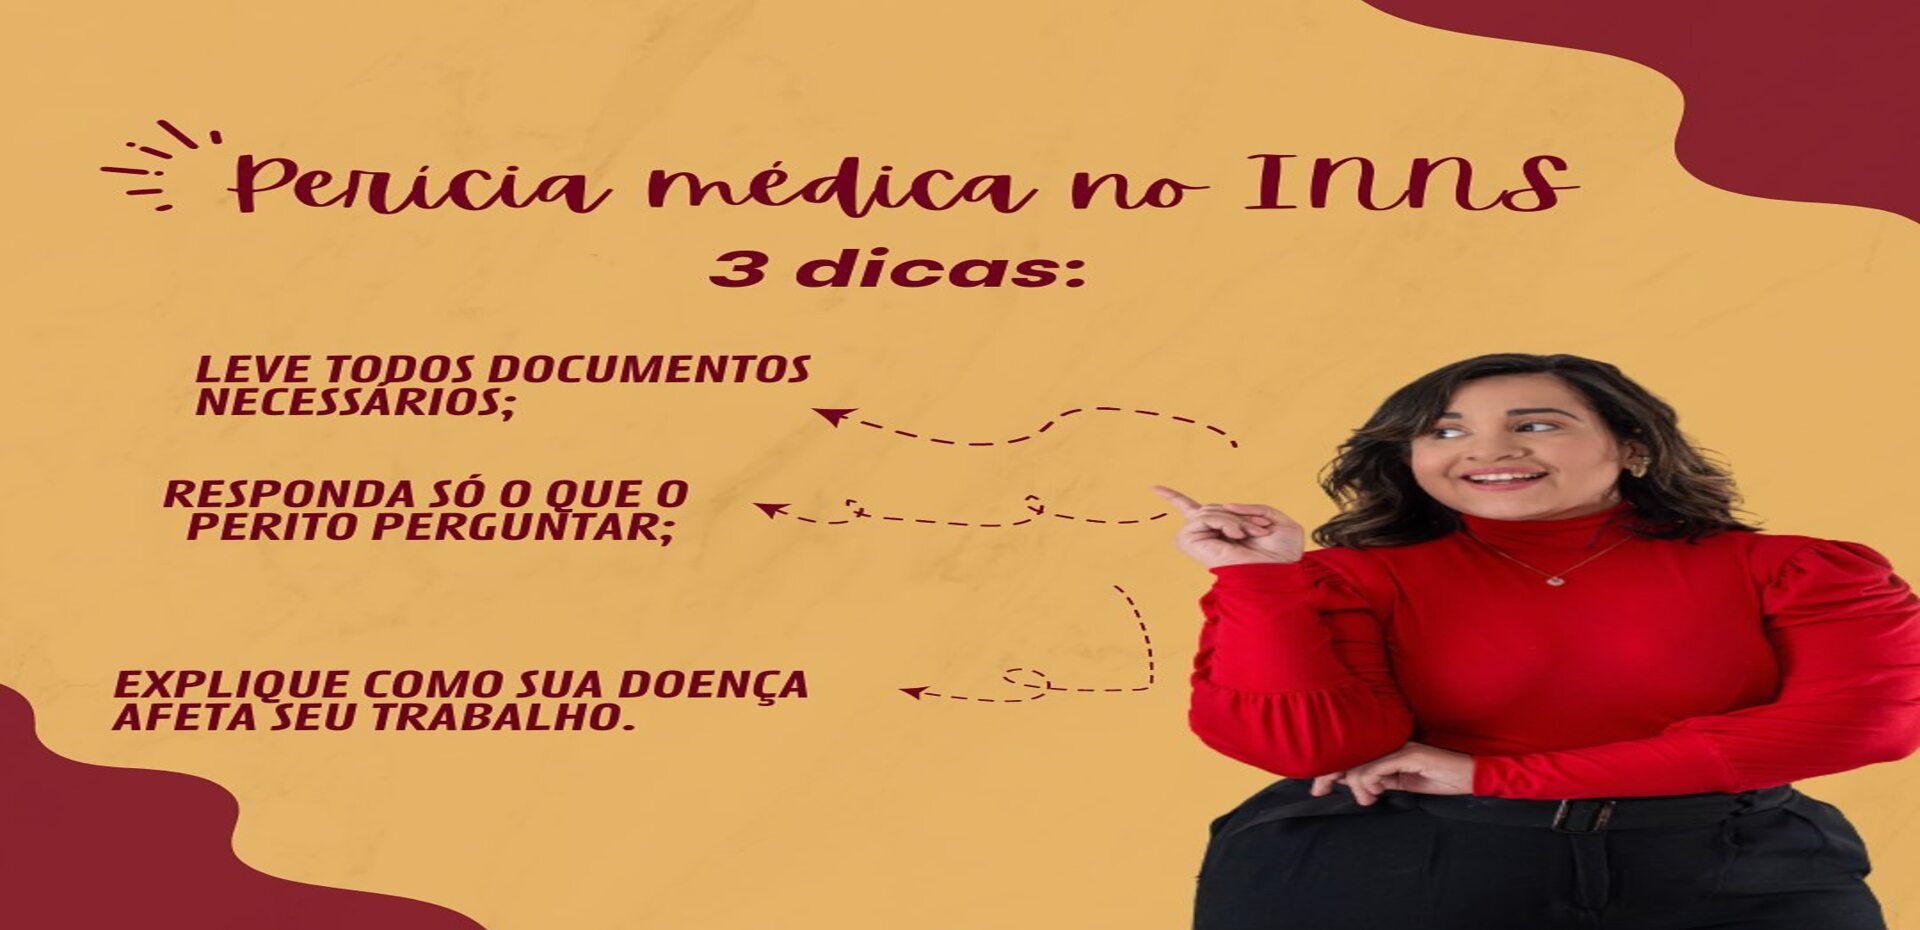 Perícia médica no INNS
3 dicas:
LEVE TODOS DOCUMENTOS
NECESSÁRIOS;
RESPONDA SÓ O QUE O
PERITO PERGUNTAR;
EXPLIQUE COMO SUA DOENÇA
AFETA SEU TRABALHO.